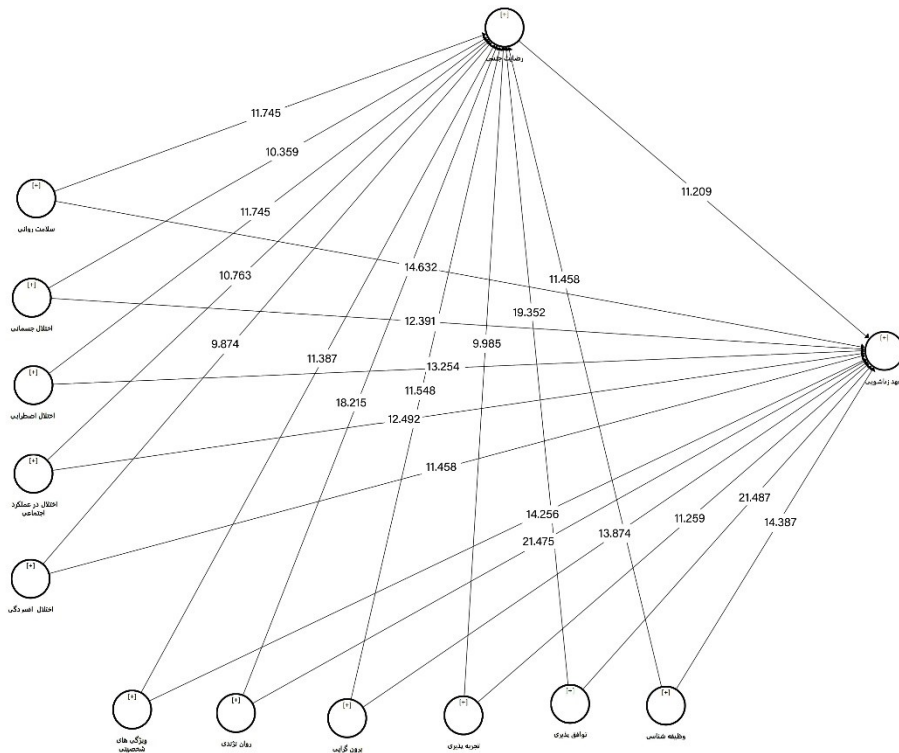 [+]
رضایت جنسی
11.745
10.359
11.209
[+]
سلامت روانی
11.745
10.763
14.632
11.458
[+]
اختلال جسمانی
12.391
19.352
9.874
11.387
9.985
[+]
تعهد زناشویی
[+]
اختلال اضطرابی
13.254
11.548
18.215
12.492
[+]
اختلال در عملکرد
اجتماعی
11.458
14.256
21.475
13.874
11.259
21.487
14.387
[+]
اختلال افسردگی
[+]
ویژگی های
شخصیتی
[+]
روان نژندی
[+]
برون گرایی
[+]
تجربه پذیری
[+]
توافق پذیری
[+]
وظیفه شناسی